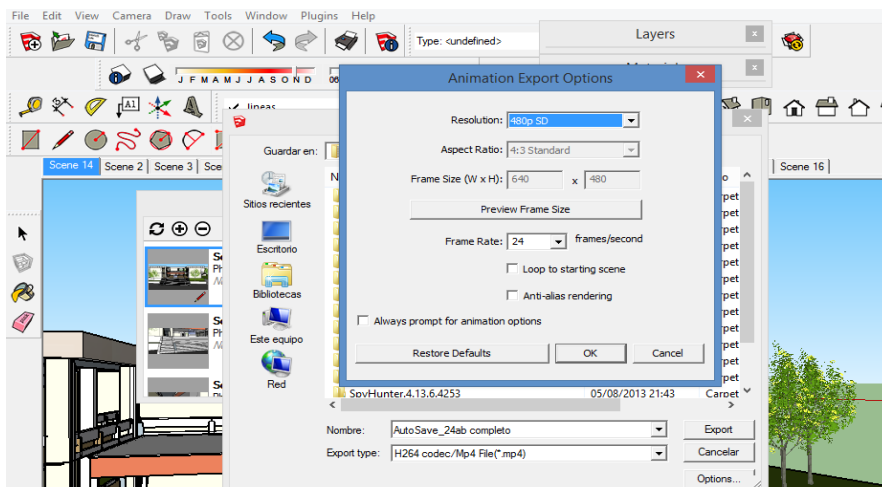 File Edit View Camera Draw Tools Window Plugins Help
Type: <undefined>
Layers
J F M A M J J A S O N D 06
Animation Export Options
A1
lineas
Resolution: 480p SD
Guardar en:
Aspect Ratio: 4:3 Standard
Scene 14 Scene 2 Scene 3 Sce
Scene 16
Frame Size (W x H): 640 x 480
Sitios recientes
Preview Frame Size
Frame Rate: 24 frames/second
Escritorio
Loop to starting scene
Bibliotecas
Anti-alias rendering
Always prompt for animation options
Este equipo
Restore Defaults OK Cancel
Red
SpyHunter.4.13.6.4253 05/08/2013 21:43 Carpet
Nombre: AutoSave_24ab completo Export
Export type: H264 codec/Mp4 File(*.mp4) Cancelar
Options...